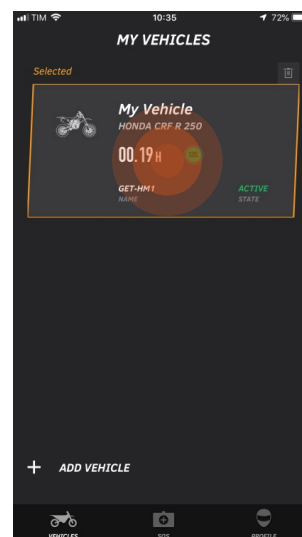 TIM 10:35 72%
MY VEHICLES
Selected
My Vehicle
HONDA CRF R 250
00.19 H
GET-HM1 ACTIVE
NAME STATE
+ ADD VEHICLE
VEHICLES SOS PROFILE